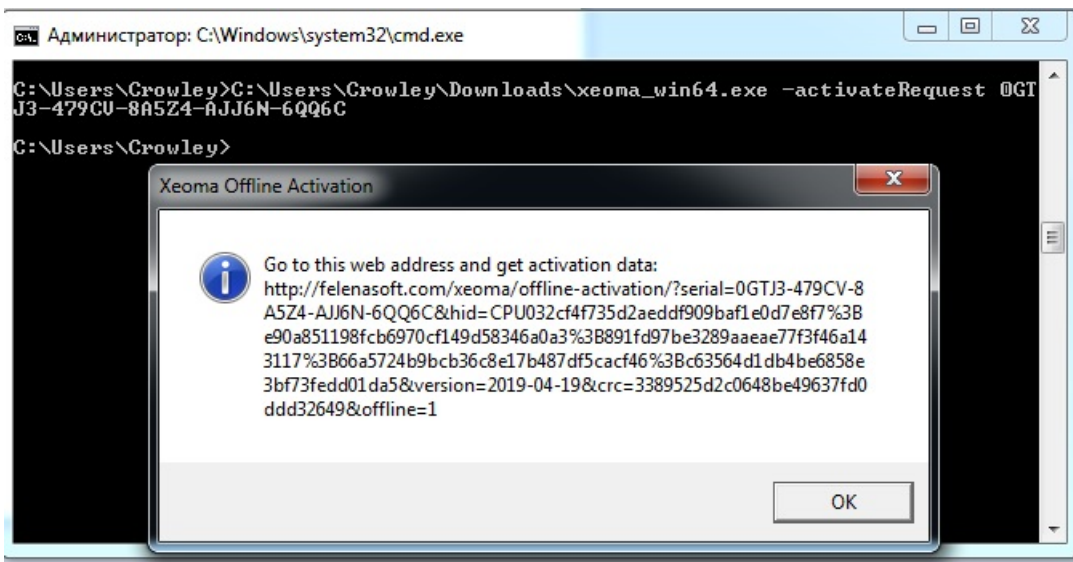 Администратор: C:\Windows\system32\cmd.exe
C:\Users\Crowley>C:\Users\Crowley\Downloads\xeoma_win64.exe -activateRequest 0GT
J3-479CV-8A5Z4-AJJ6N-6QQ6C
C:\Users\Crowley>
Xeoma Offline Activation
Go to this web address and get activation data:
http://felenasoft.com/xeoma/offline-activation/?serial=0GTJ3-479CV-8
A5Z4-AJJ6N-6QQ6C&hid=CPU032cf4f735d2aeddf909baf1e0d7e8f7%3B
e90a851198fcb6970cf149d58346a0a3%3B891fd97be3289aaeae77f3f46a14
3117%3B66a5724b9bcb36c8e17b487df5cacf46%3Bc63564d1db4be6858e
3bf73fedd01da5&version=2019-04-19&crc=3389525d2c0648be49637fd0
ddd32649&offline=1
OK